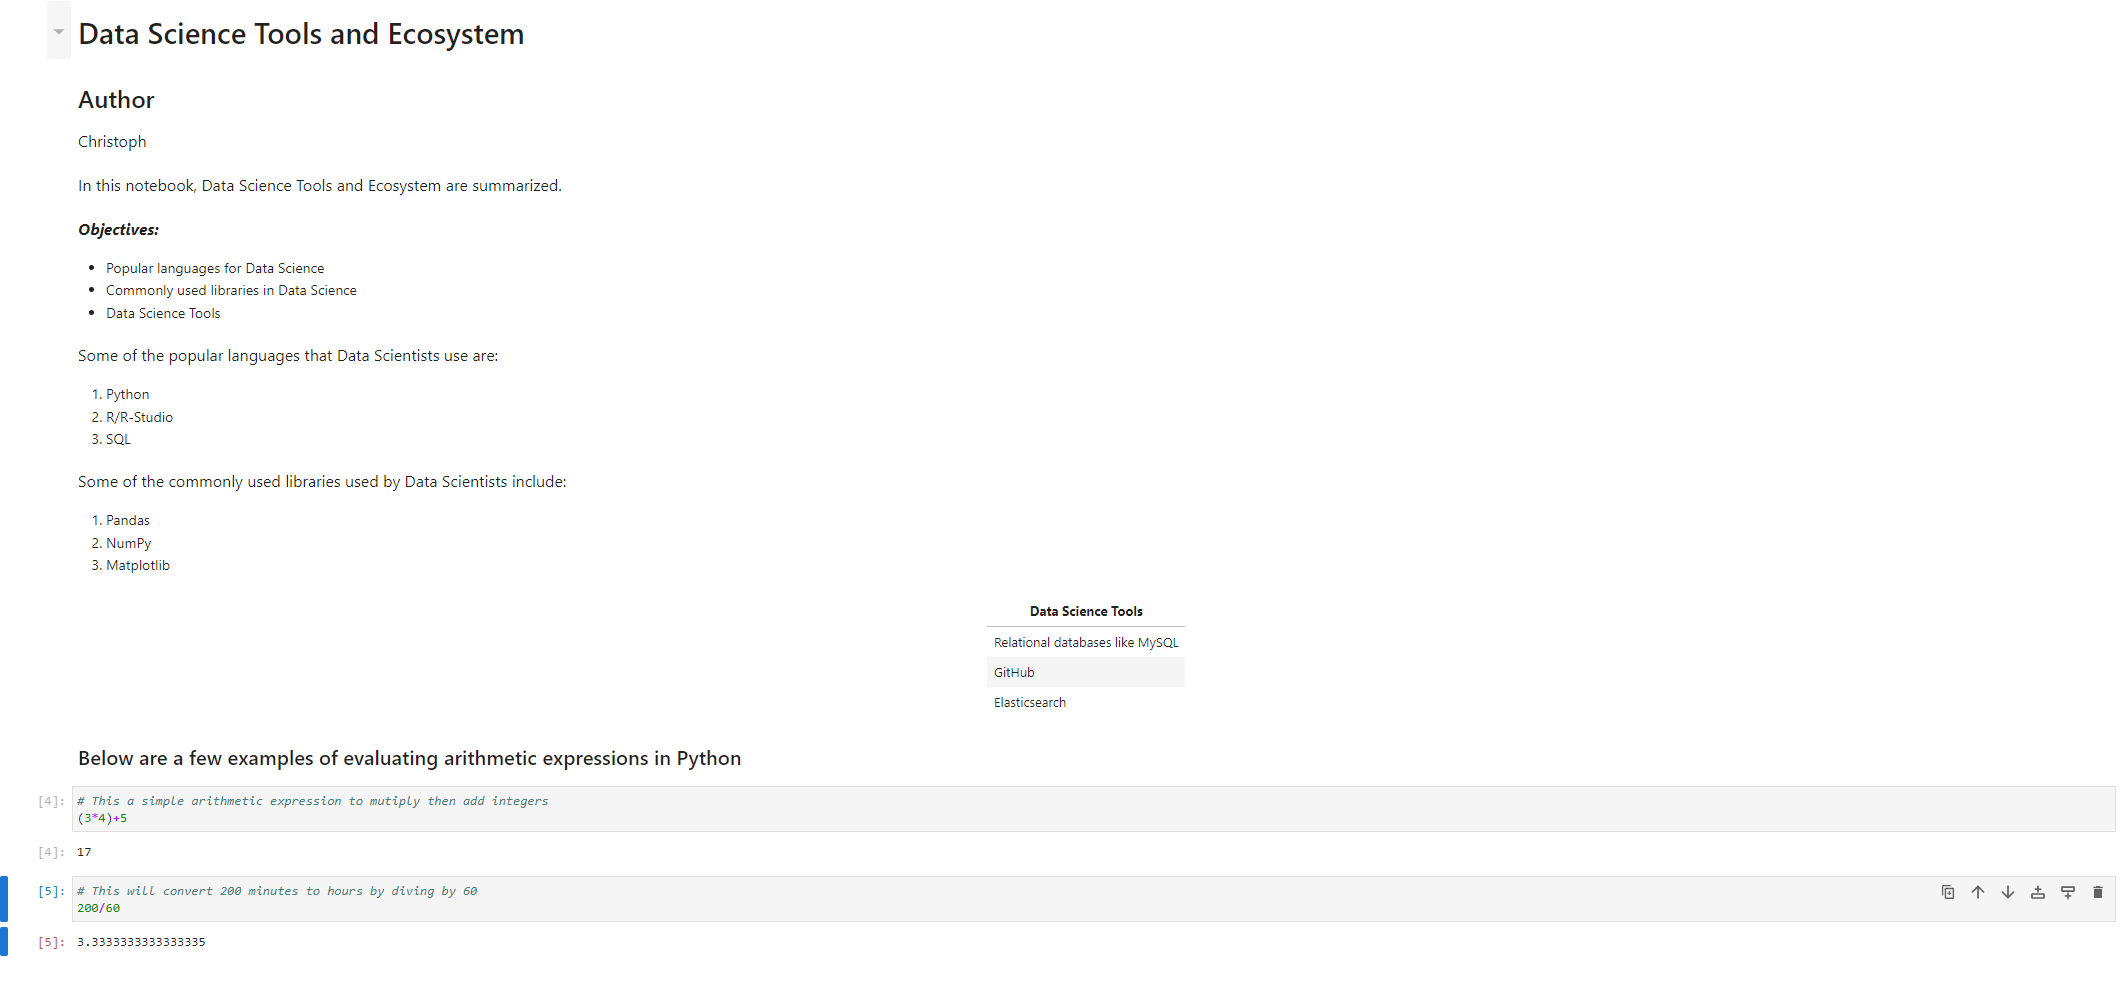 Data Science Tools and Ecosystem
Author
Christoph
In this notebook, Data Science Tools and Ecosystem are summarized.
Objectives:
• Popular languages for Data Science
• Commonly used libraries in Data Science
• Data Science Tools
Some of the popular languages that Data Scientists use are:
1. Python
2. R/R-Studio
3. SQL
Some of the commonly used libraries used by Data Scientists include:
1. Pandas
2. NumPy
3. Matplotlib
Data Science Tools
Relational databases like MySQL
GitHub
Elasticsearch
Below are a few examples of evaluating arithmetic expressions in Python
[4]: # This a simple arithmetic expression to mutiply then add integers
(3*4)+5
[4]: 17
[5]: # This will convert 200 minutes to hours by diving by 60
200/60
[5]: 3.3333333333333335